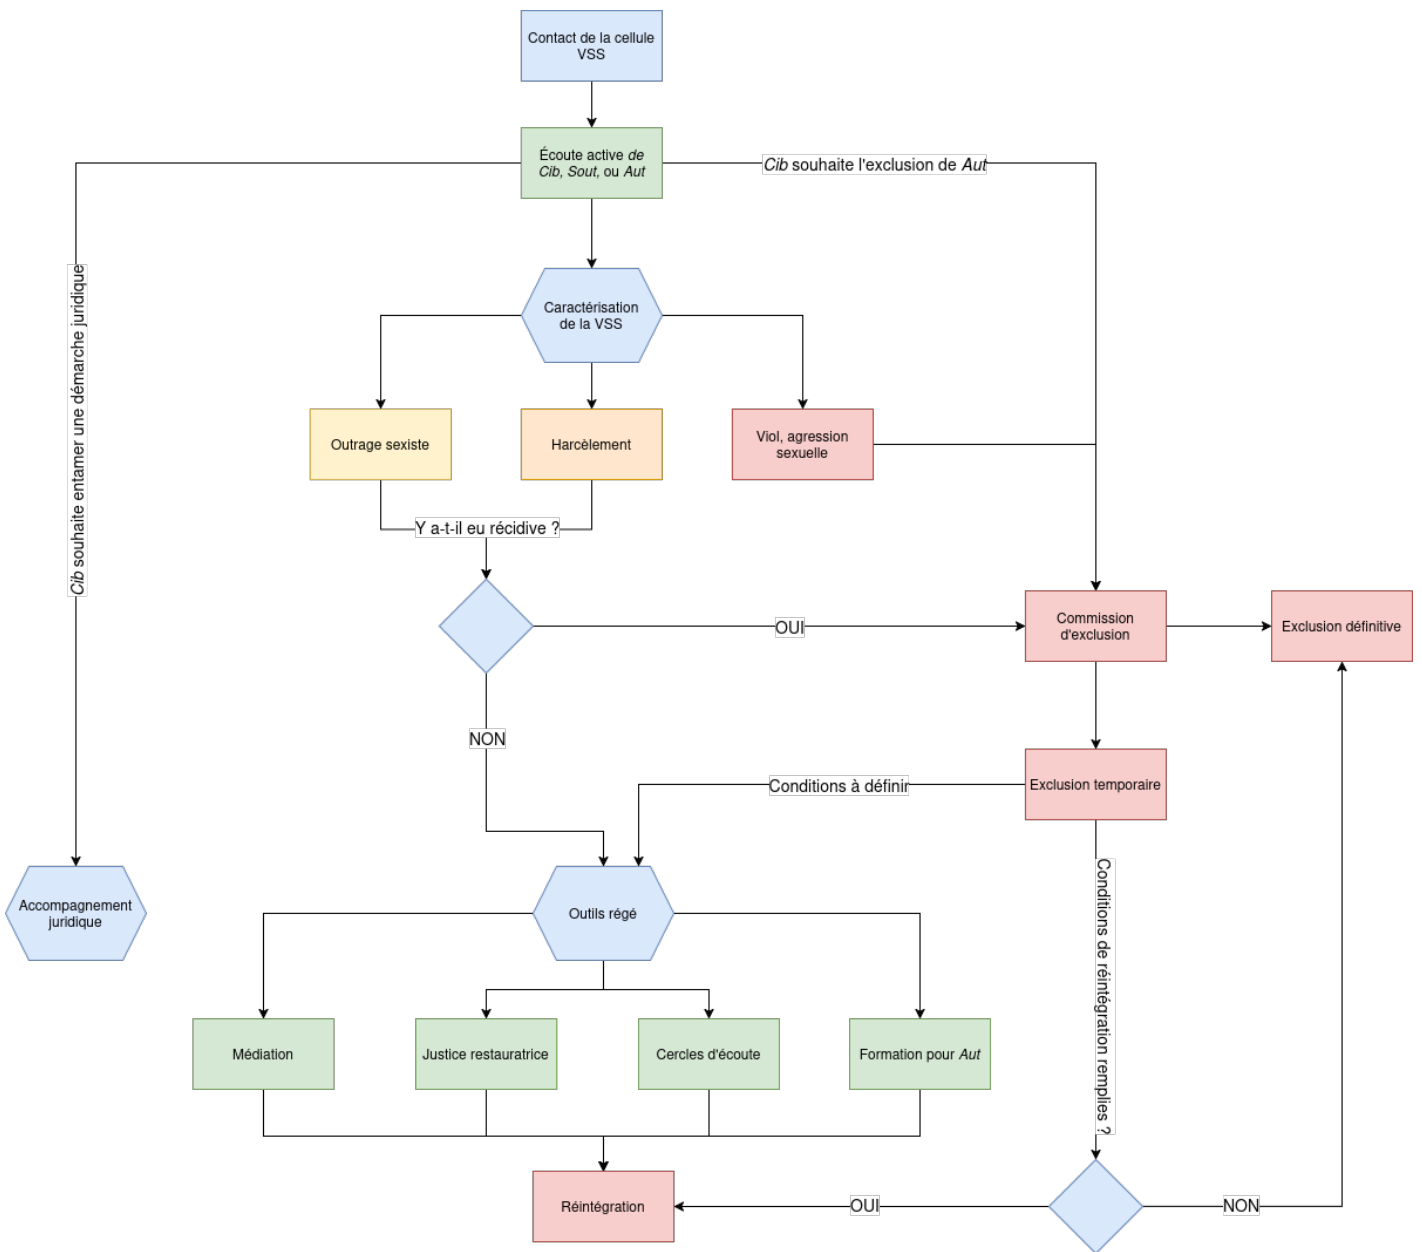 Contact de la cellule
VSS
Écoute active de
Cib, Sout, ou Aut
Cib souhaite l'exclusion de Aut
Cib souhaite entamer une démarche juridique
Caractérisation
de la VSS
Outrage sexiste
Harcèlement
Viol, agression
sexuelle
Y a-t-il eu récidive ?
OUI
Commission
d'exclusion
Exclusion définitive
NON
Conditions à définir
Exclusion temporaire
Accompagnement
juridique
Outils régé
Conditions de réintégration remplies ?
Médiation
Justice restauratrice
Cercles d'écoute
Formation pour Aut
Réintégration
OUI
NON